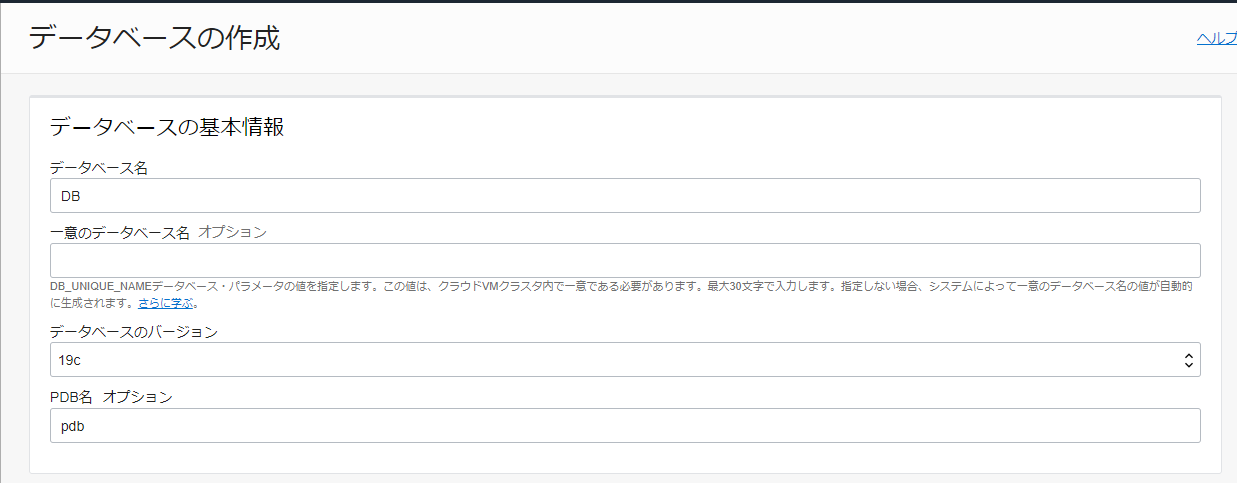 データベースの作成
ヘルプ
データベースの基本情報
データベース名
DB
一意のデータベース名 オプション
DB_UNIQUE_NAMEデータベース・パラメータの値を指定します。この値は、クラウドVMクラスタ内で一意である必要があります。最大30文字で入力します。指定しない場合、システムによって一意のデータベース名の値が自動的
に生成されます。さらに学ぶ。
データベースのバージョン
19c
PDB名 オプション
pdb